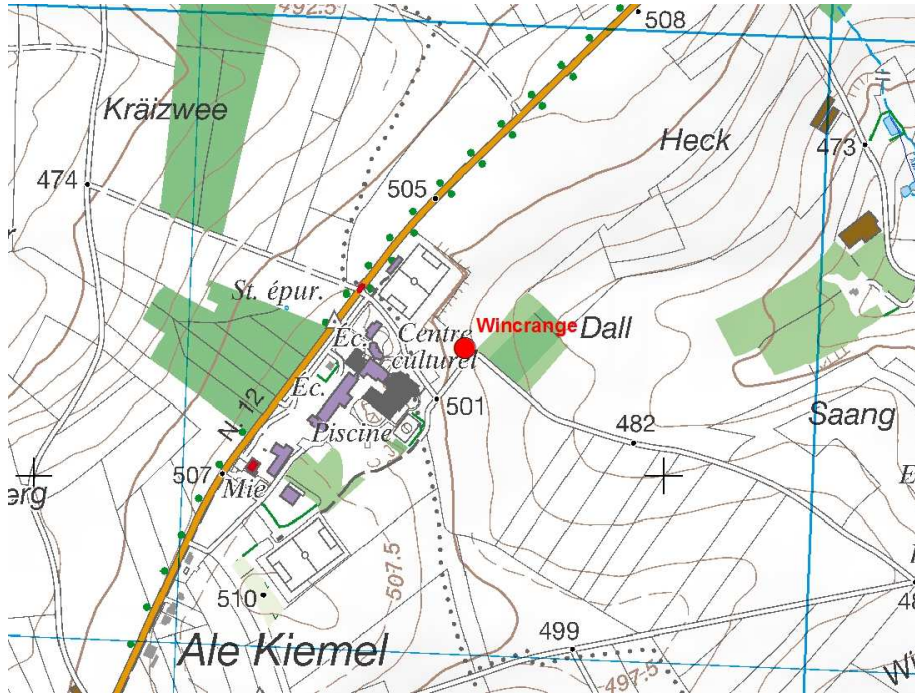 492.5
508
Kräizwee
Heck
473
474
505
St. épur.
Wincrange
Dall
Éc.
Centre
culturel
Éc.
501
Saang
N 12
Piscine
482
507
Mie
erg
507.5
510
499
Ale Kiemel
497.5